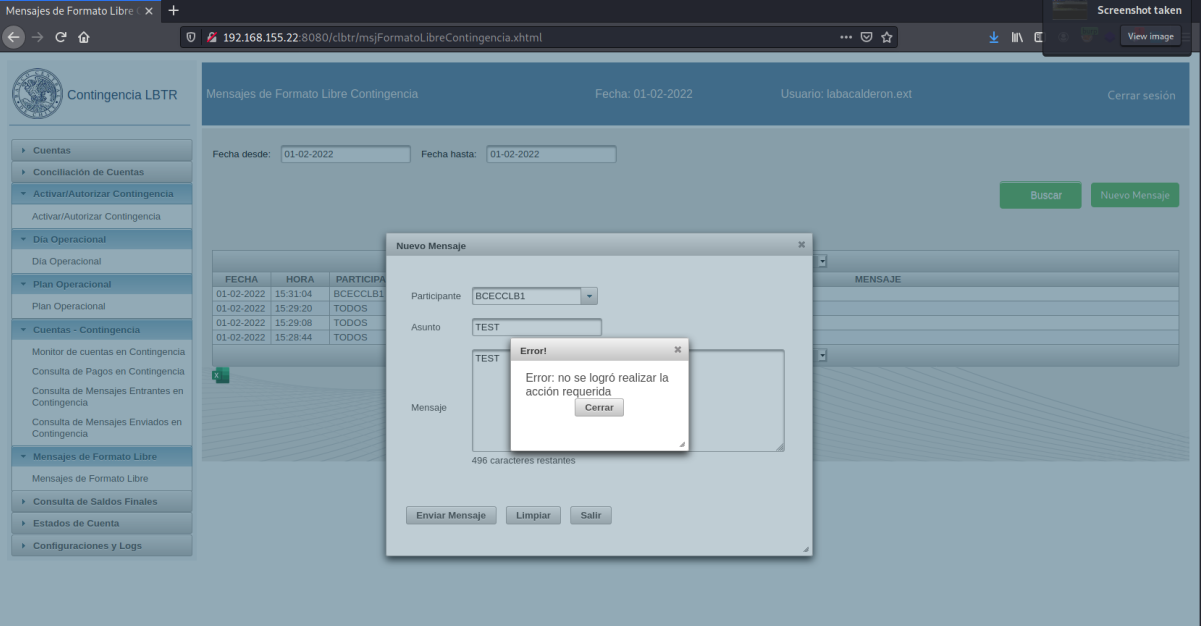 Mensajes de Formato Libre
Screenshot taken
View image
192.168.155.22:8080/clbtr/msjFormatoLibreContingencia.xhtml
Contingencia LBTR
Mensajes de Formato Libre Contingencia
Fecha: 01-02-2022
Usuario: labacalderon.ext
Cerrar sesión
Cuentas
Conciliación de Cuentas
Activar/Autorizar Contingencia
Activar/Autorizar Contingencia
Día Operacional
Día Operacional
Plan Operacional
Plan Operacional
Cuentas - Contingencia
Monitor de cuentas en Contingencia
Consulta de Pagos en Contingencia
Consulta de Mensajes Entrantes en
Contingencia
Consulta de Mensajes Enviados en
Contingencia
Mensajes de Formato Libre
Mensajes de Formato Libre
Consulta de Saldos Finales
Estados de Cuenta
Configuraciones y Logs
Fecha desde: 01-02-2022 Fecha hasta: 01-02-2022
Buscar Nuevo Mensaje
FECHA HORA PARTICIPA MENSAJE
01-02-2022 15:31:04 BCECCLB1
01-02-2022 15:29:20 TODOS
01-02-2022 15:29:08 TODOS
01-02-2022 15:28:44 TODOS
Nuevo Mensaje
Participante BCECCLB1
Asunto TEST
Mensaje TEST
496 caracteres restantes
Enviar Mensaje Limpiar Salir
Error!
Error: no se logró realizar la
acción requerida
Cerrar